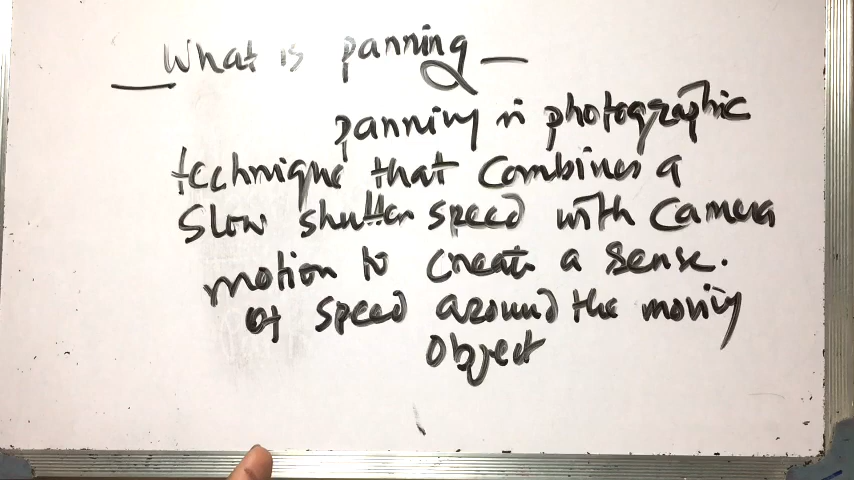 What is panning
panning is photographic
technique that combines a
Slow shutter speed with camera
motion to create a sense.
of speed around the moving
Object